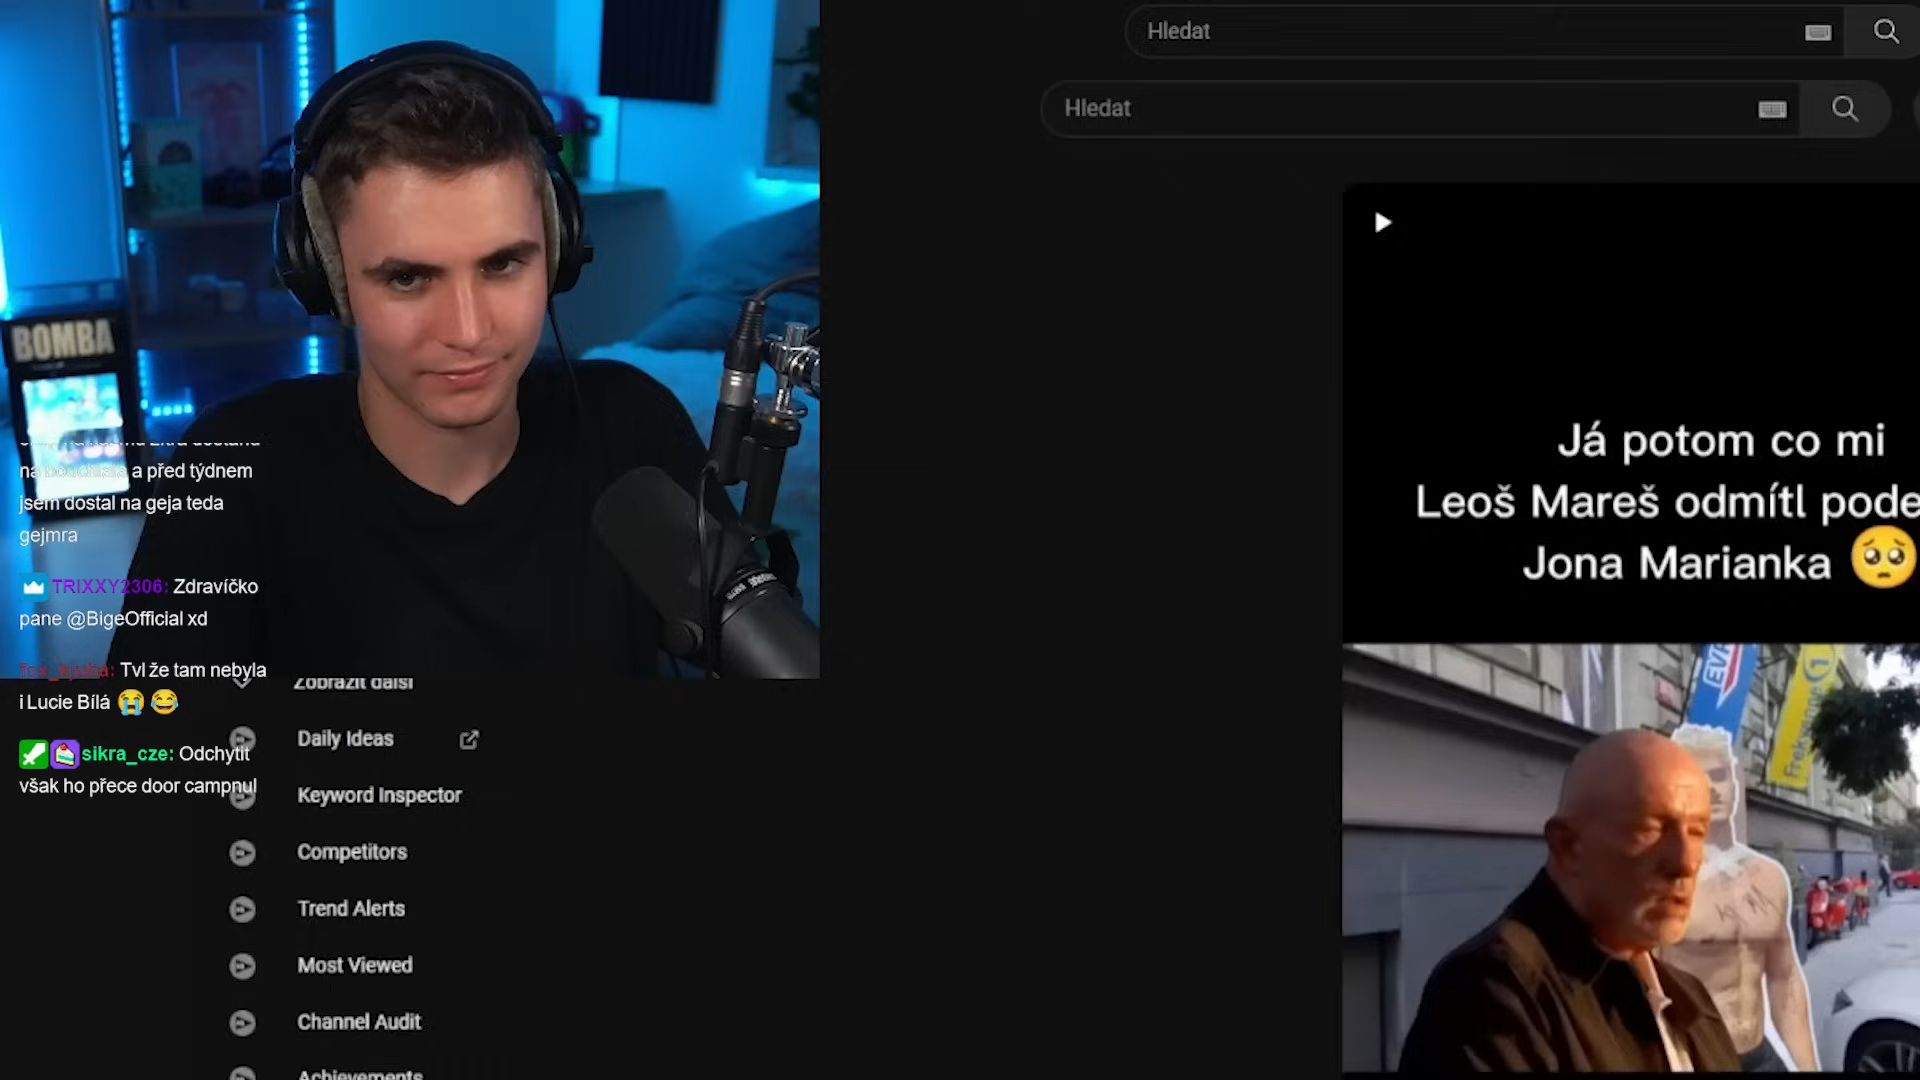 Hledat
Hledat
BOMBA
a před týdnem
jsem dostal na geja teda
gejmra
TRIXXY2306: Zdravíčko
pane @BigeOfficial xd
fox_kjuba: Tvl že tam nebyla
i Lucie Bílá 😭 😂
sikra_cze: Odchytit
však ho přece door campnul
Zobrazit další
Daily Ideas
Keyword Inspector
Competitors
Trend Alerts
Most Viewed
Channel Audit
Achievements
Já potom co mi
Leoš Mareš odmítl pode
Jona Marianka 🥺